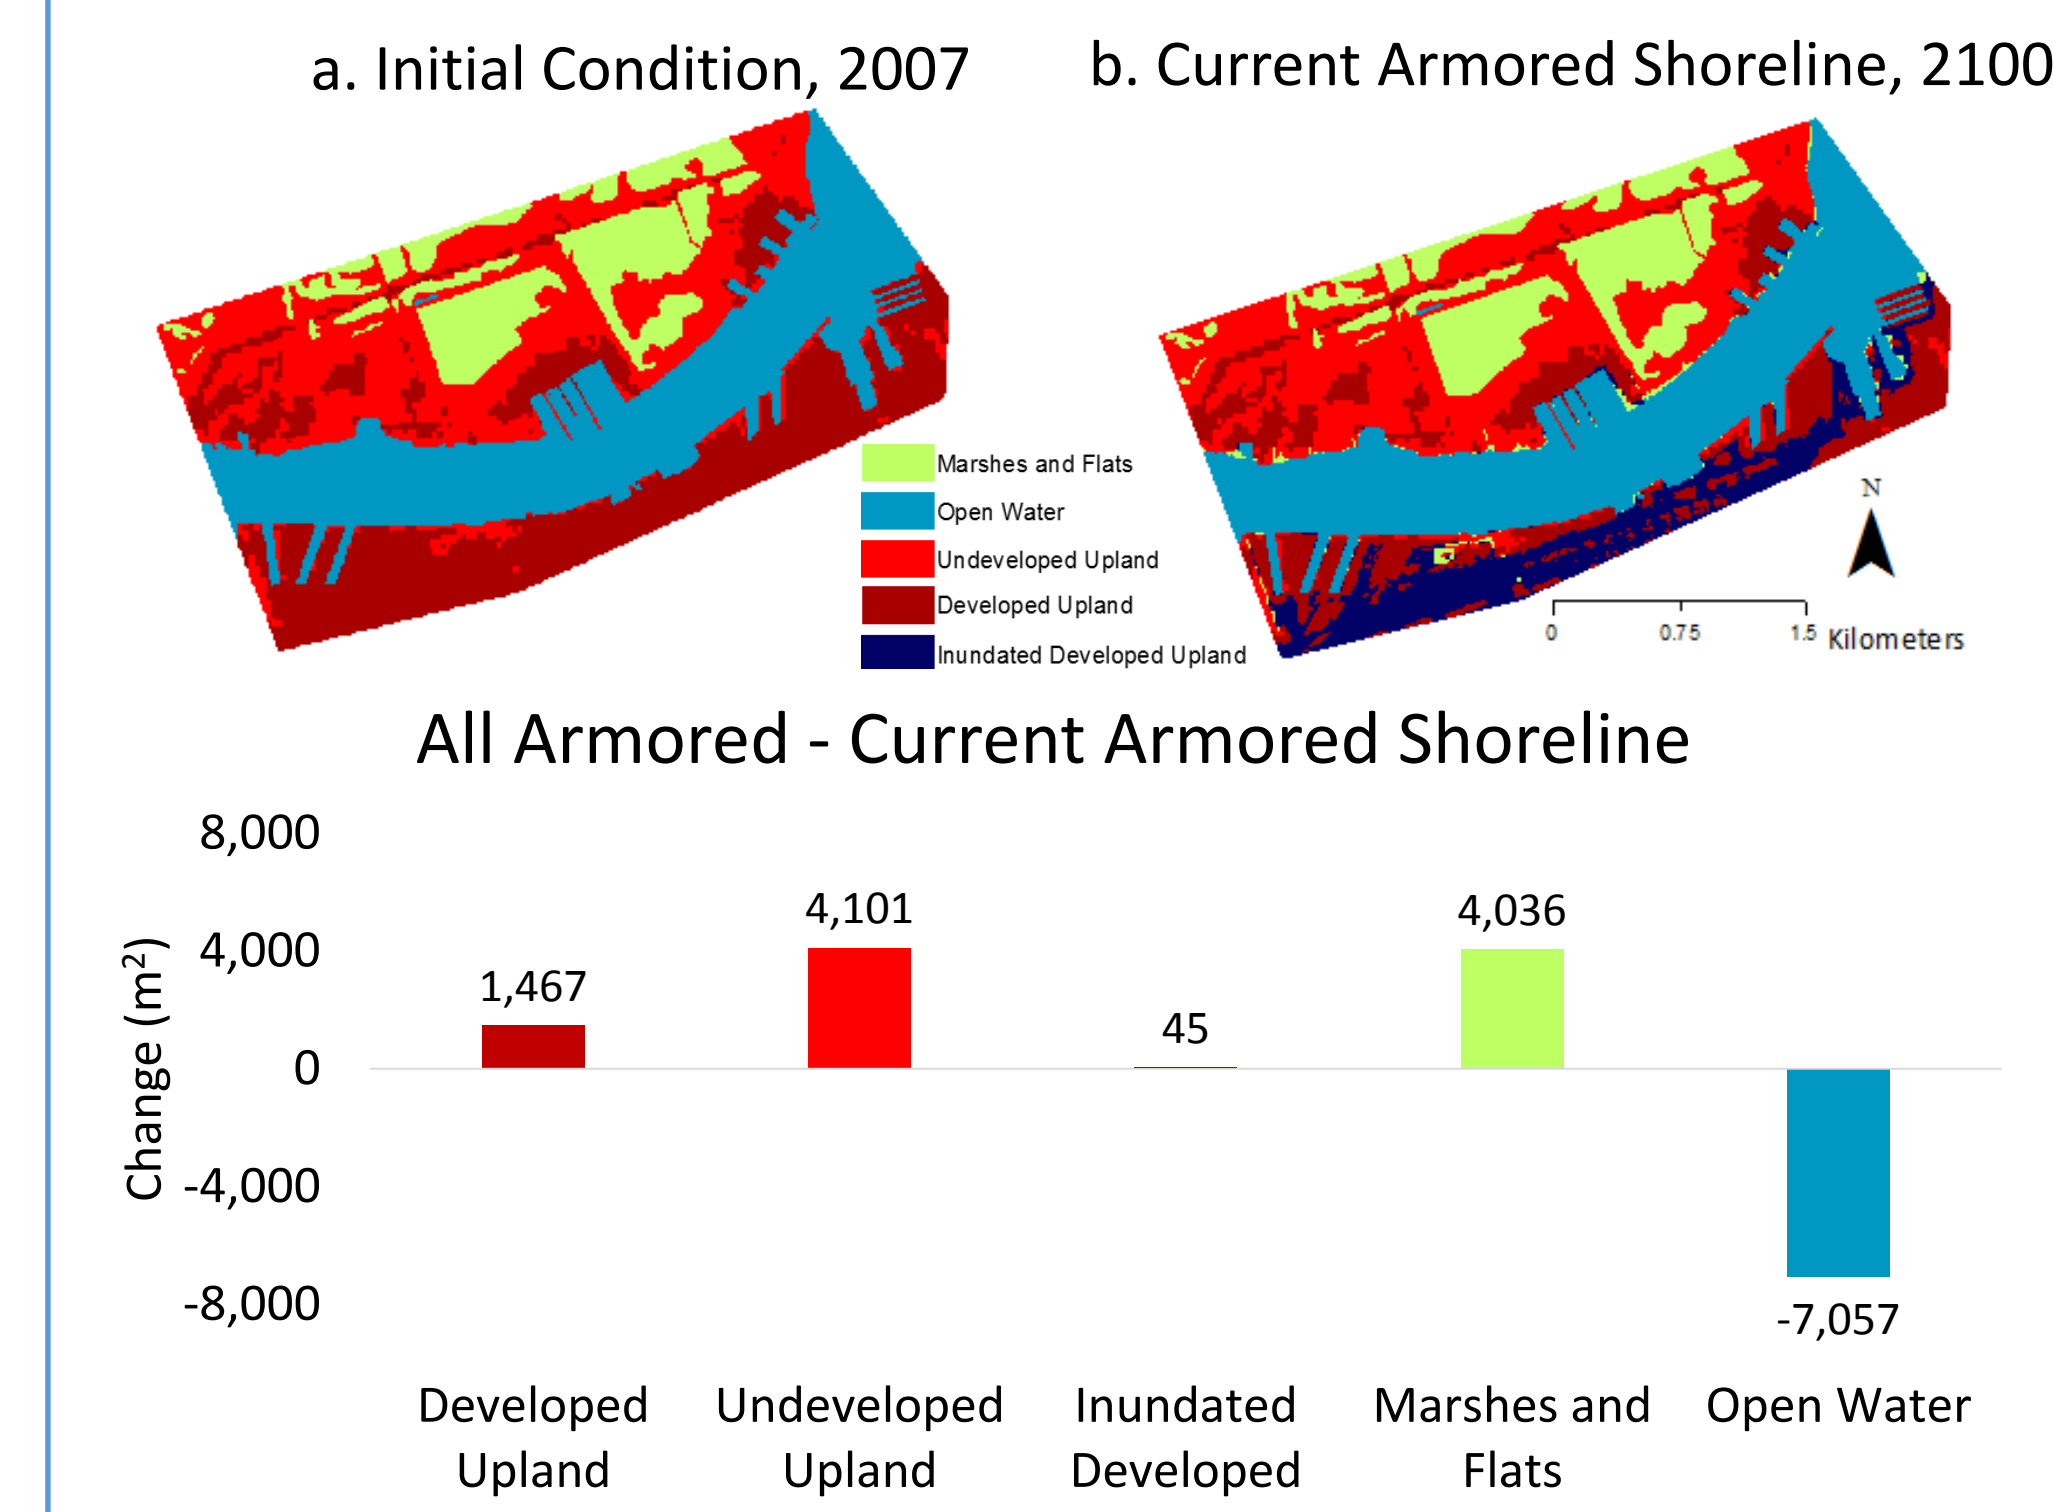 a. Initial Condition, 2007
b. Current Armored Shoreline, 2100
Marshes and Flats
Open Water
Undeveloped Upland
Developed Upland
Inundated Developed Upland
N
0 0.75 1.5 Kilometers
All Armored - Current Armored Shoreline
Change (m²)
8,000
4,000
0
-4,000
-8,000
1,467
4,101
45
4,036
-7,057
Developed
Upland
Undeveloped
Upland
Inundated
Developed
Marshes and
Flats
Open Water